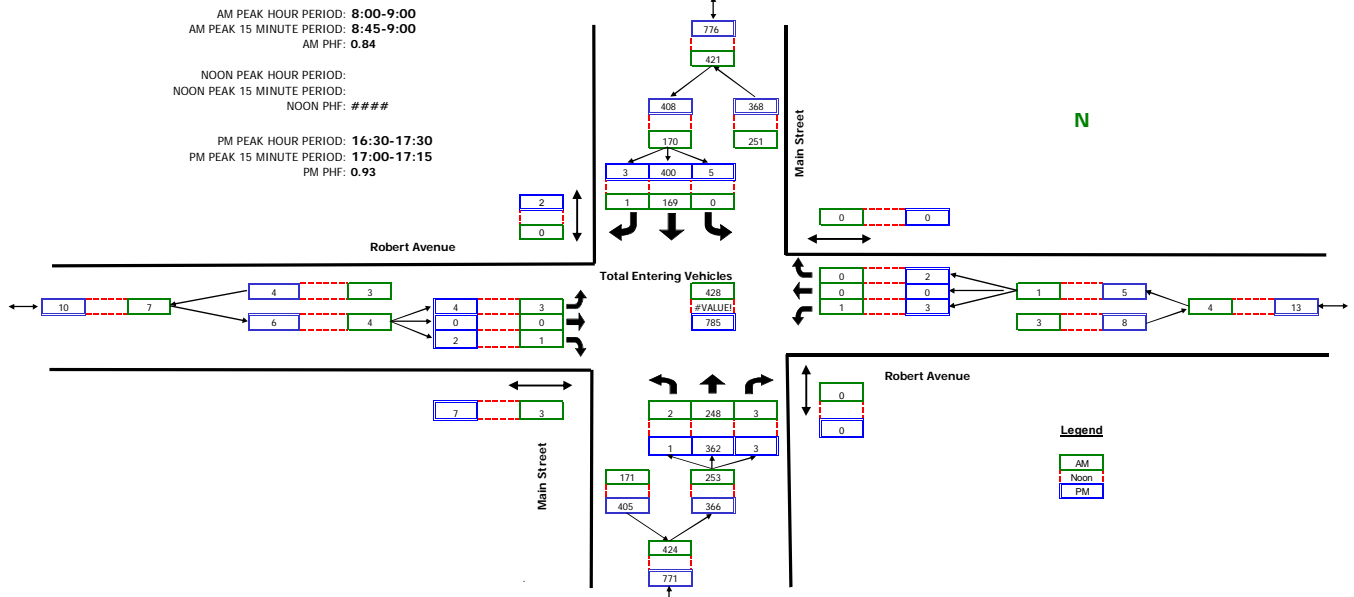 AM PEAK HOUR PERIOD: 8:00-9:00
AM PEAK 15 MINUTE PERIOD: 8:45-9:00
AM PHF: 0.84
NOON PEAK HOUR PERIOD:
NOON PEAK 15 MINUTE PERIOD:
NOON PHF: ####
PM PEAK HOUR PERIOD: 16:30-17:30
PM PEAK 15 MINUTE PERIOD: 17:00-17:15
PM PHF: 0.93
776
421
408 368
170 251
3 400 5
1 169 0
Main Street
N
2
0
0 0
Robert Avenue
Total Entering Vehicles
428
#VALUE!
785
10 7
4 3
6 4
4 3
0 0
2 1
0 2
0 0
1 3
1 5
3 8
4 13
Robert Avenue
7 3
Main Street
2 248 3
1 362 3
171 253
405 366
424
771
0
0
Legend
AM
Noon
PM